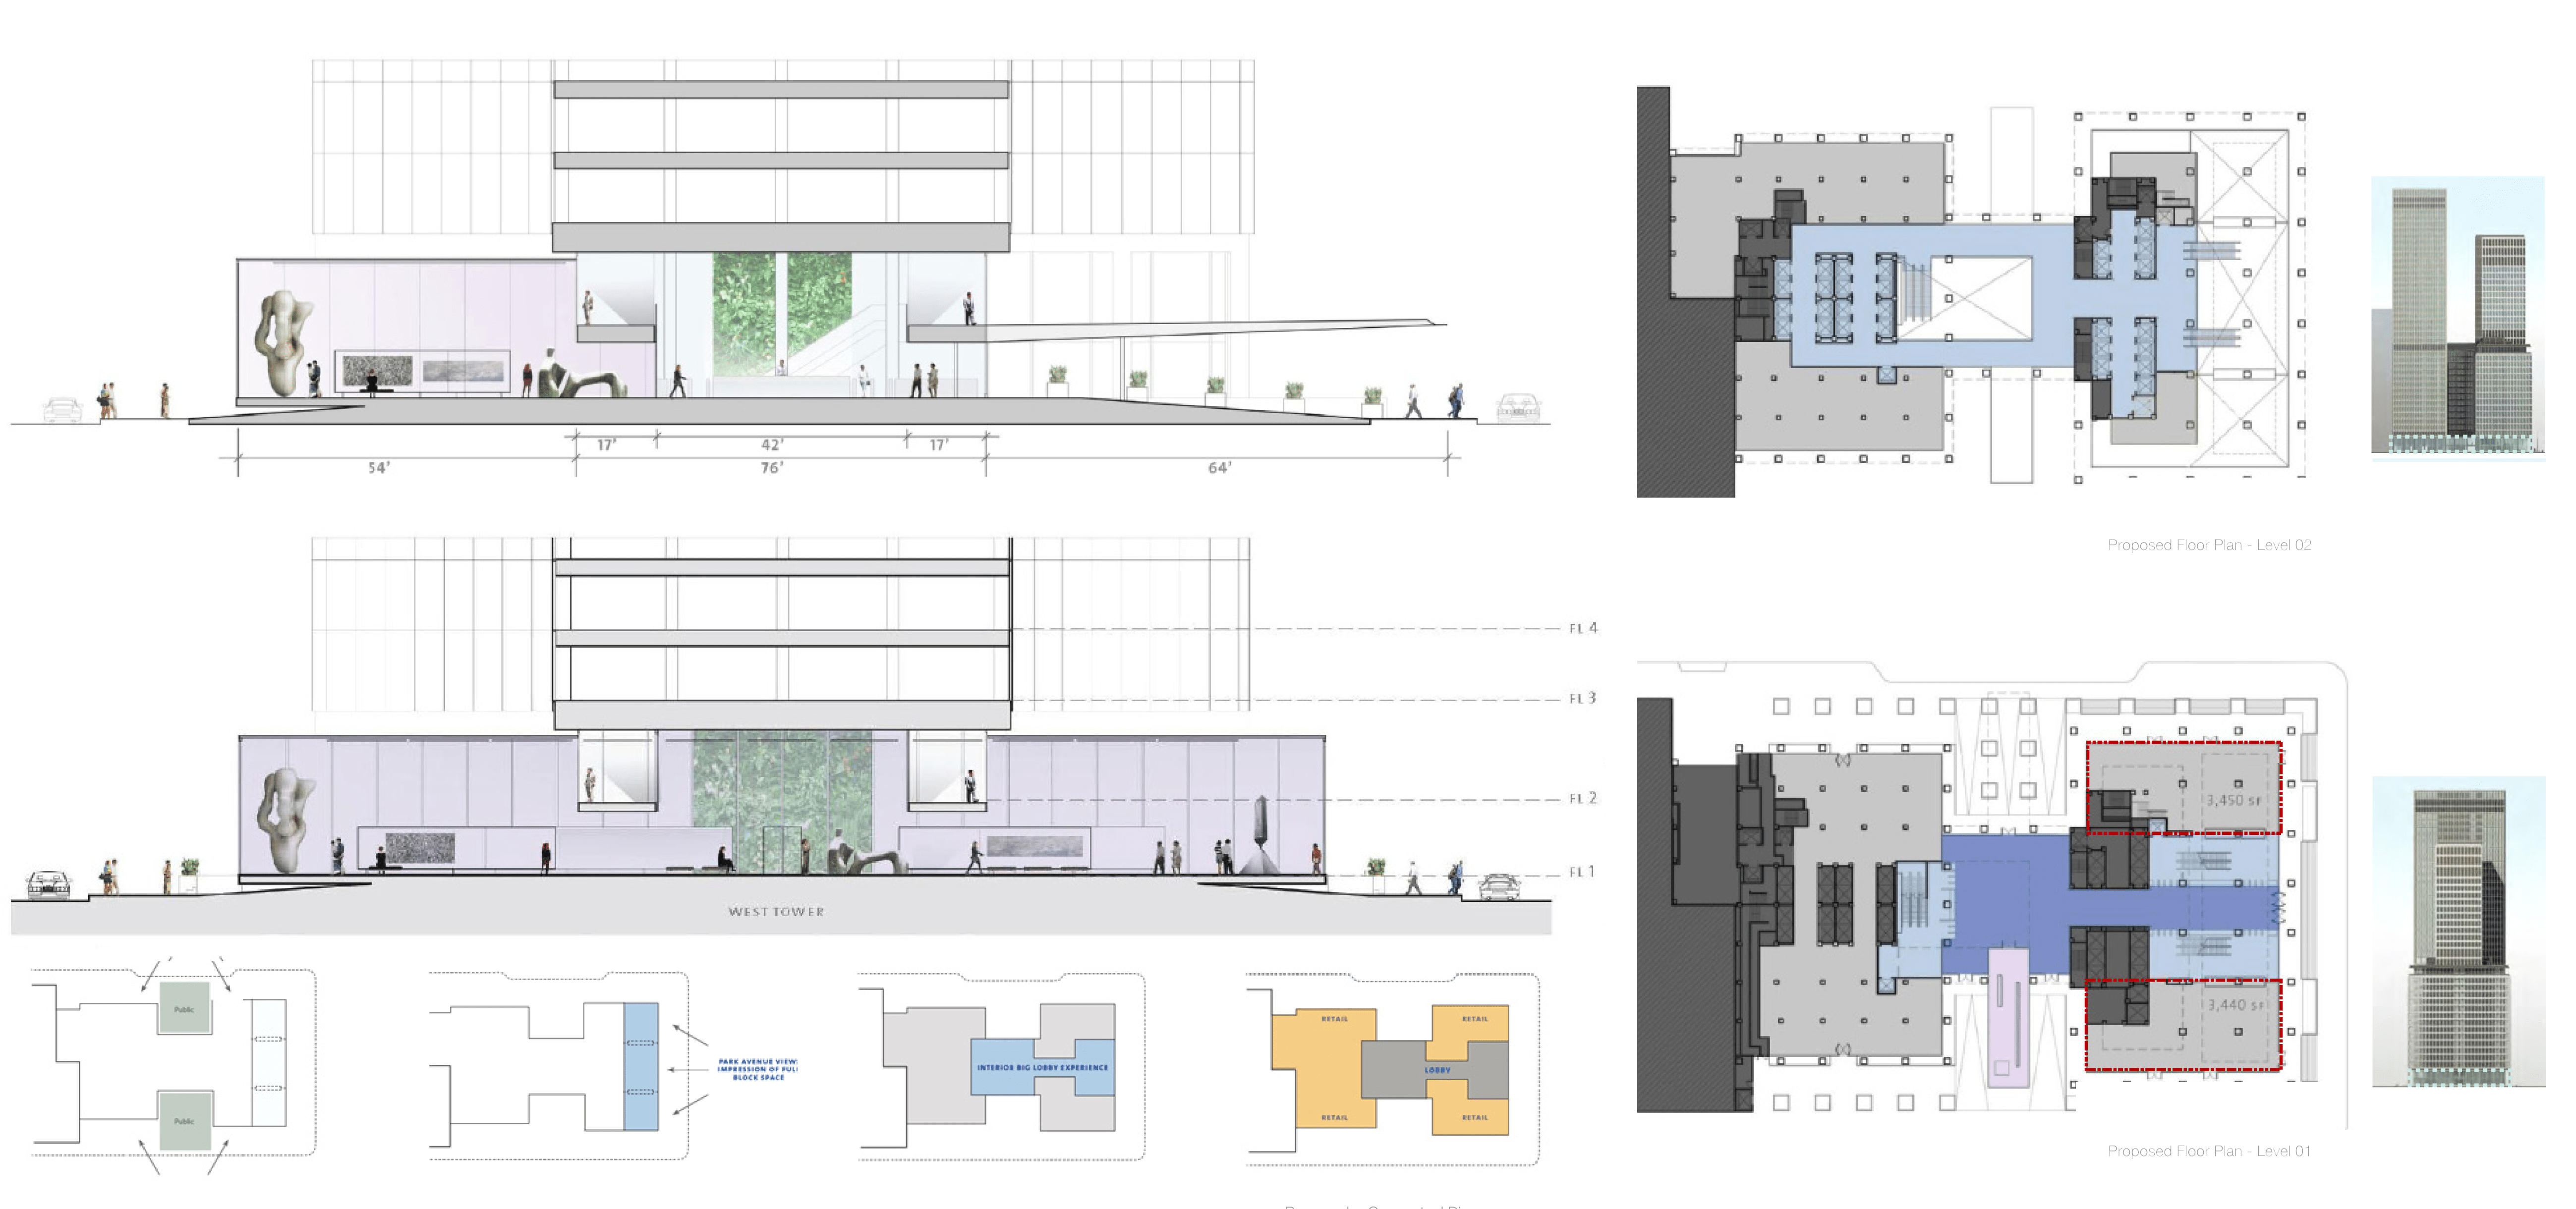 17'
42'
17'
54'
76'
64'
Proposed Floor Plan - Level 02
FL 4
FL 3
FL 2
FL 1
WEST TOWER
3,450 SF
3,440 SF
Proposed Floor Plan - Level 01
Public
Public
PARK AVENUE VIEW:
IMPRESSION OF FULL
BLOCK SPACE
INTERIOR BIG LOBBY EXPERIENCE
RETAIL
RETAIL
LOBBY
RETAIL
RETAIL